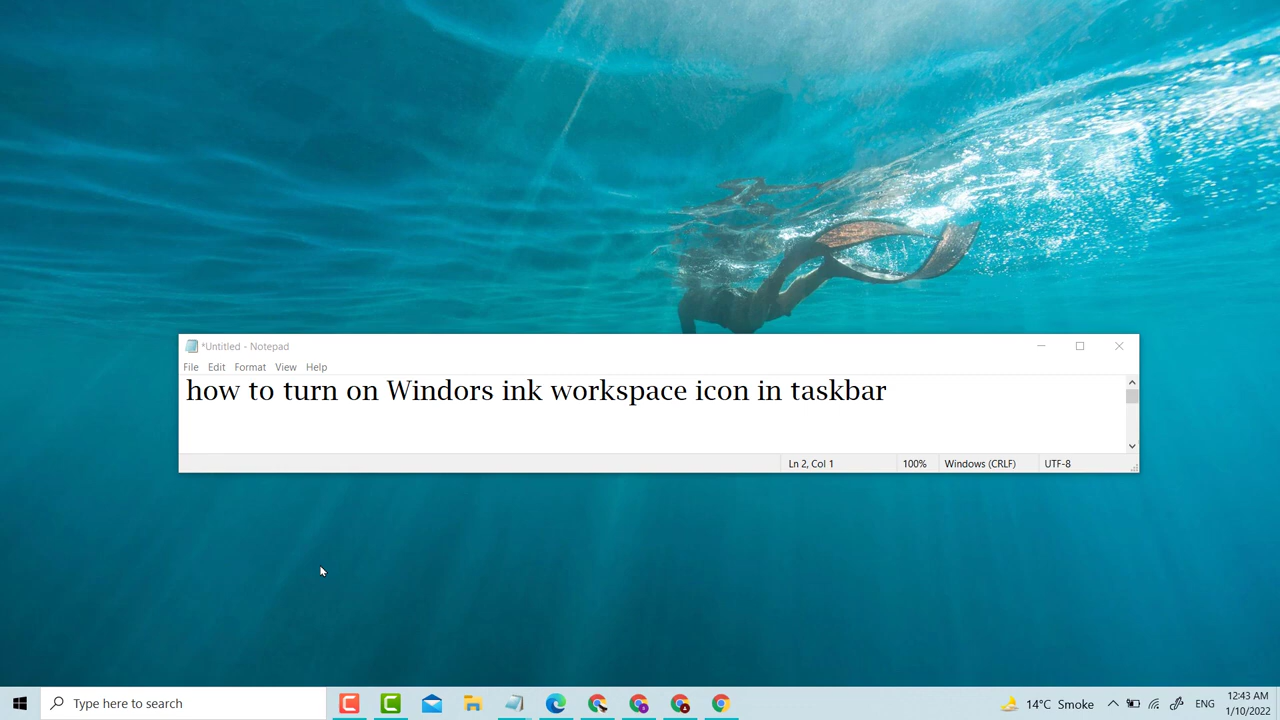 *Untitled - Notepad
File Edit Format View Help
how to turn on Windors ink workspace icon in taskbar
Ln 2, Col 1 100% Windows (CRLF) UTF-8
Type here to search 14°C Smoke ENG 12:43 AM
1/10/2022